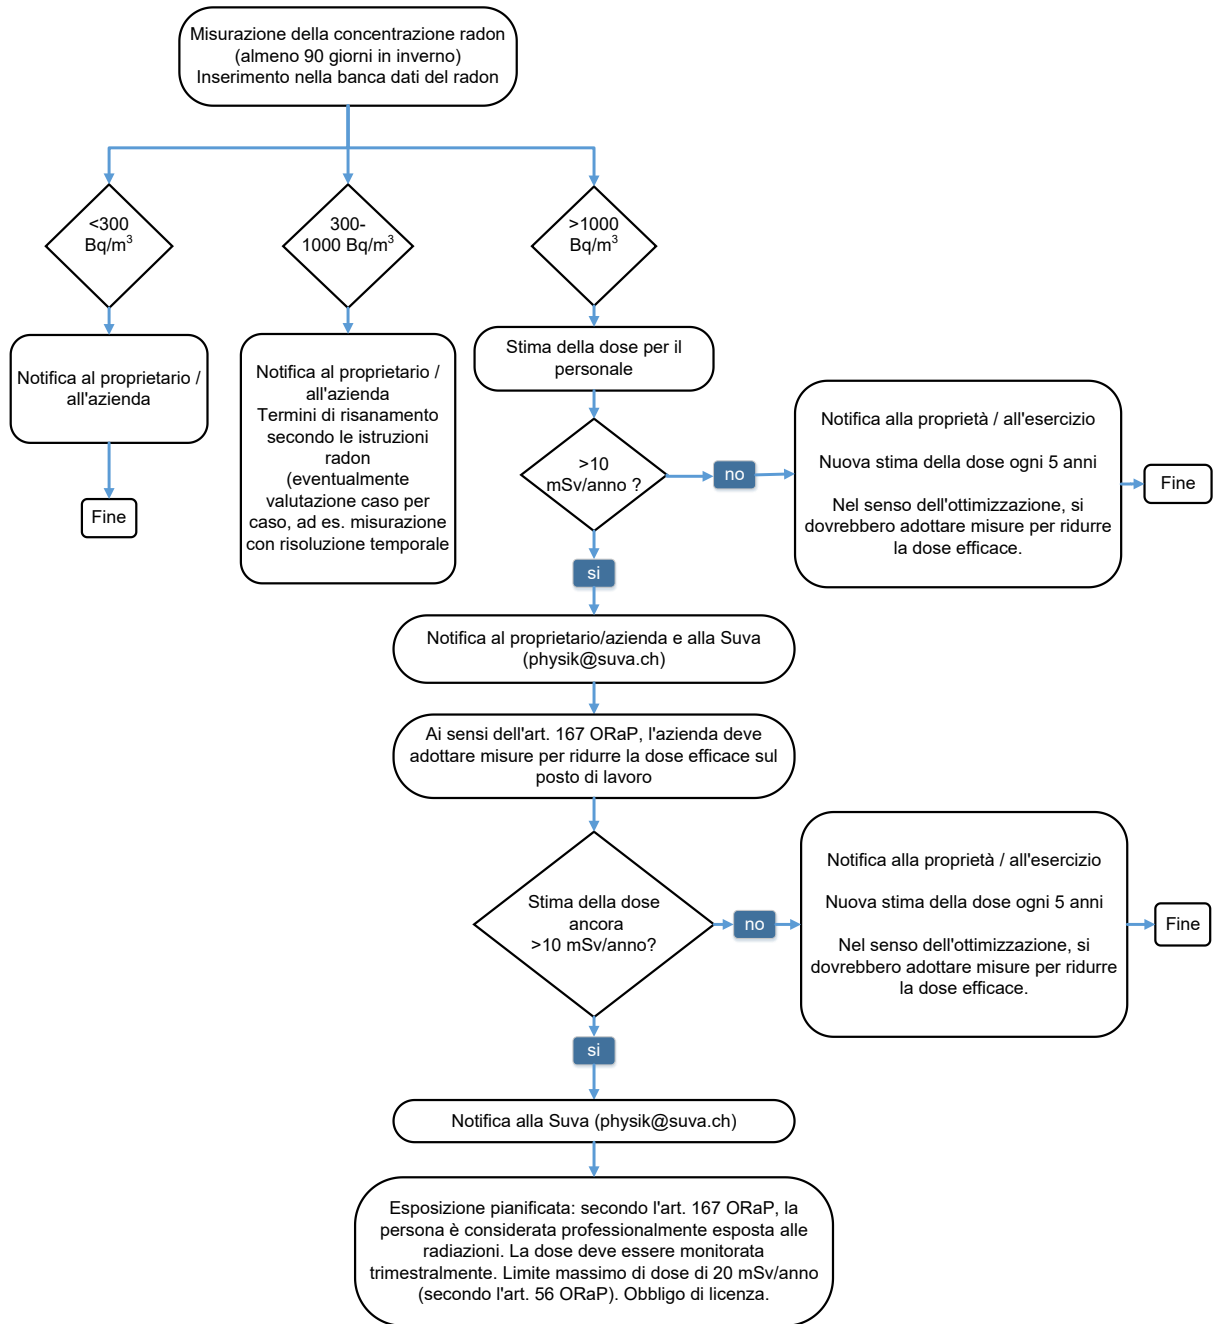 Misurazione della concentrazione radon
(almeno 90 giorni in inverno)
Inserimento nella banca dati del radon
<300
Bq/m³
300-
1000 Bq/m³
>1000
Bq/m³
Notifica al proprietario /
all'azienda
Fine
Notifica al proprietario /
all'azienda
Termini di risanamento
secondo le istruzioni
radon
(eventualmente
valutazione caso per
caso, ad es. misurazione
con risoluzione temporale
Stima della dose per il
personale
>10
mSv/anno ?
no
Notifica alla proprietà / all'esercizio
Nuova stima della dose ogni 5 anni
Nel senso dell'ottimizzazione, si
dovrebbero adottare misure per ridurre
la dose efficace.
Fine
si
Notifica al proprietario/azienda e alla Suva
(physik@suva.ch)
Ai sensi dell'art. 167 ORaP, l'azienda deve
adottare misure per ridurre la dose efficace sul
posto di lavoro
Stima della dose
ancora
>10 mSv/anno?
no
Notifica alla proprietà / all'esercizio
Nuova stima della dose ogni 5 anni
Nel senso dell'ottimizzazione, si
dovrebbero adottare misure per ridurre
la dose efficace.
Fine
si
Notifica alla Suva (physik@suva.ch)
Esposizione pianificata: secondo l'art. 167 ORaP, la
persona è considerata professionalmente esposta alle
radiazioni. La dose deve essere monitorata
trimestralmente. Limite massimo di dose di 20 mSv/anno
(secondo l'art. 56 ORaP). Obbligo di licenza.